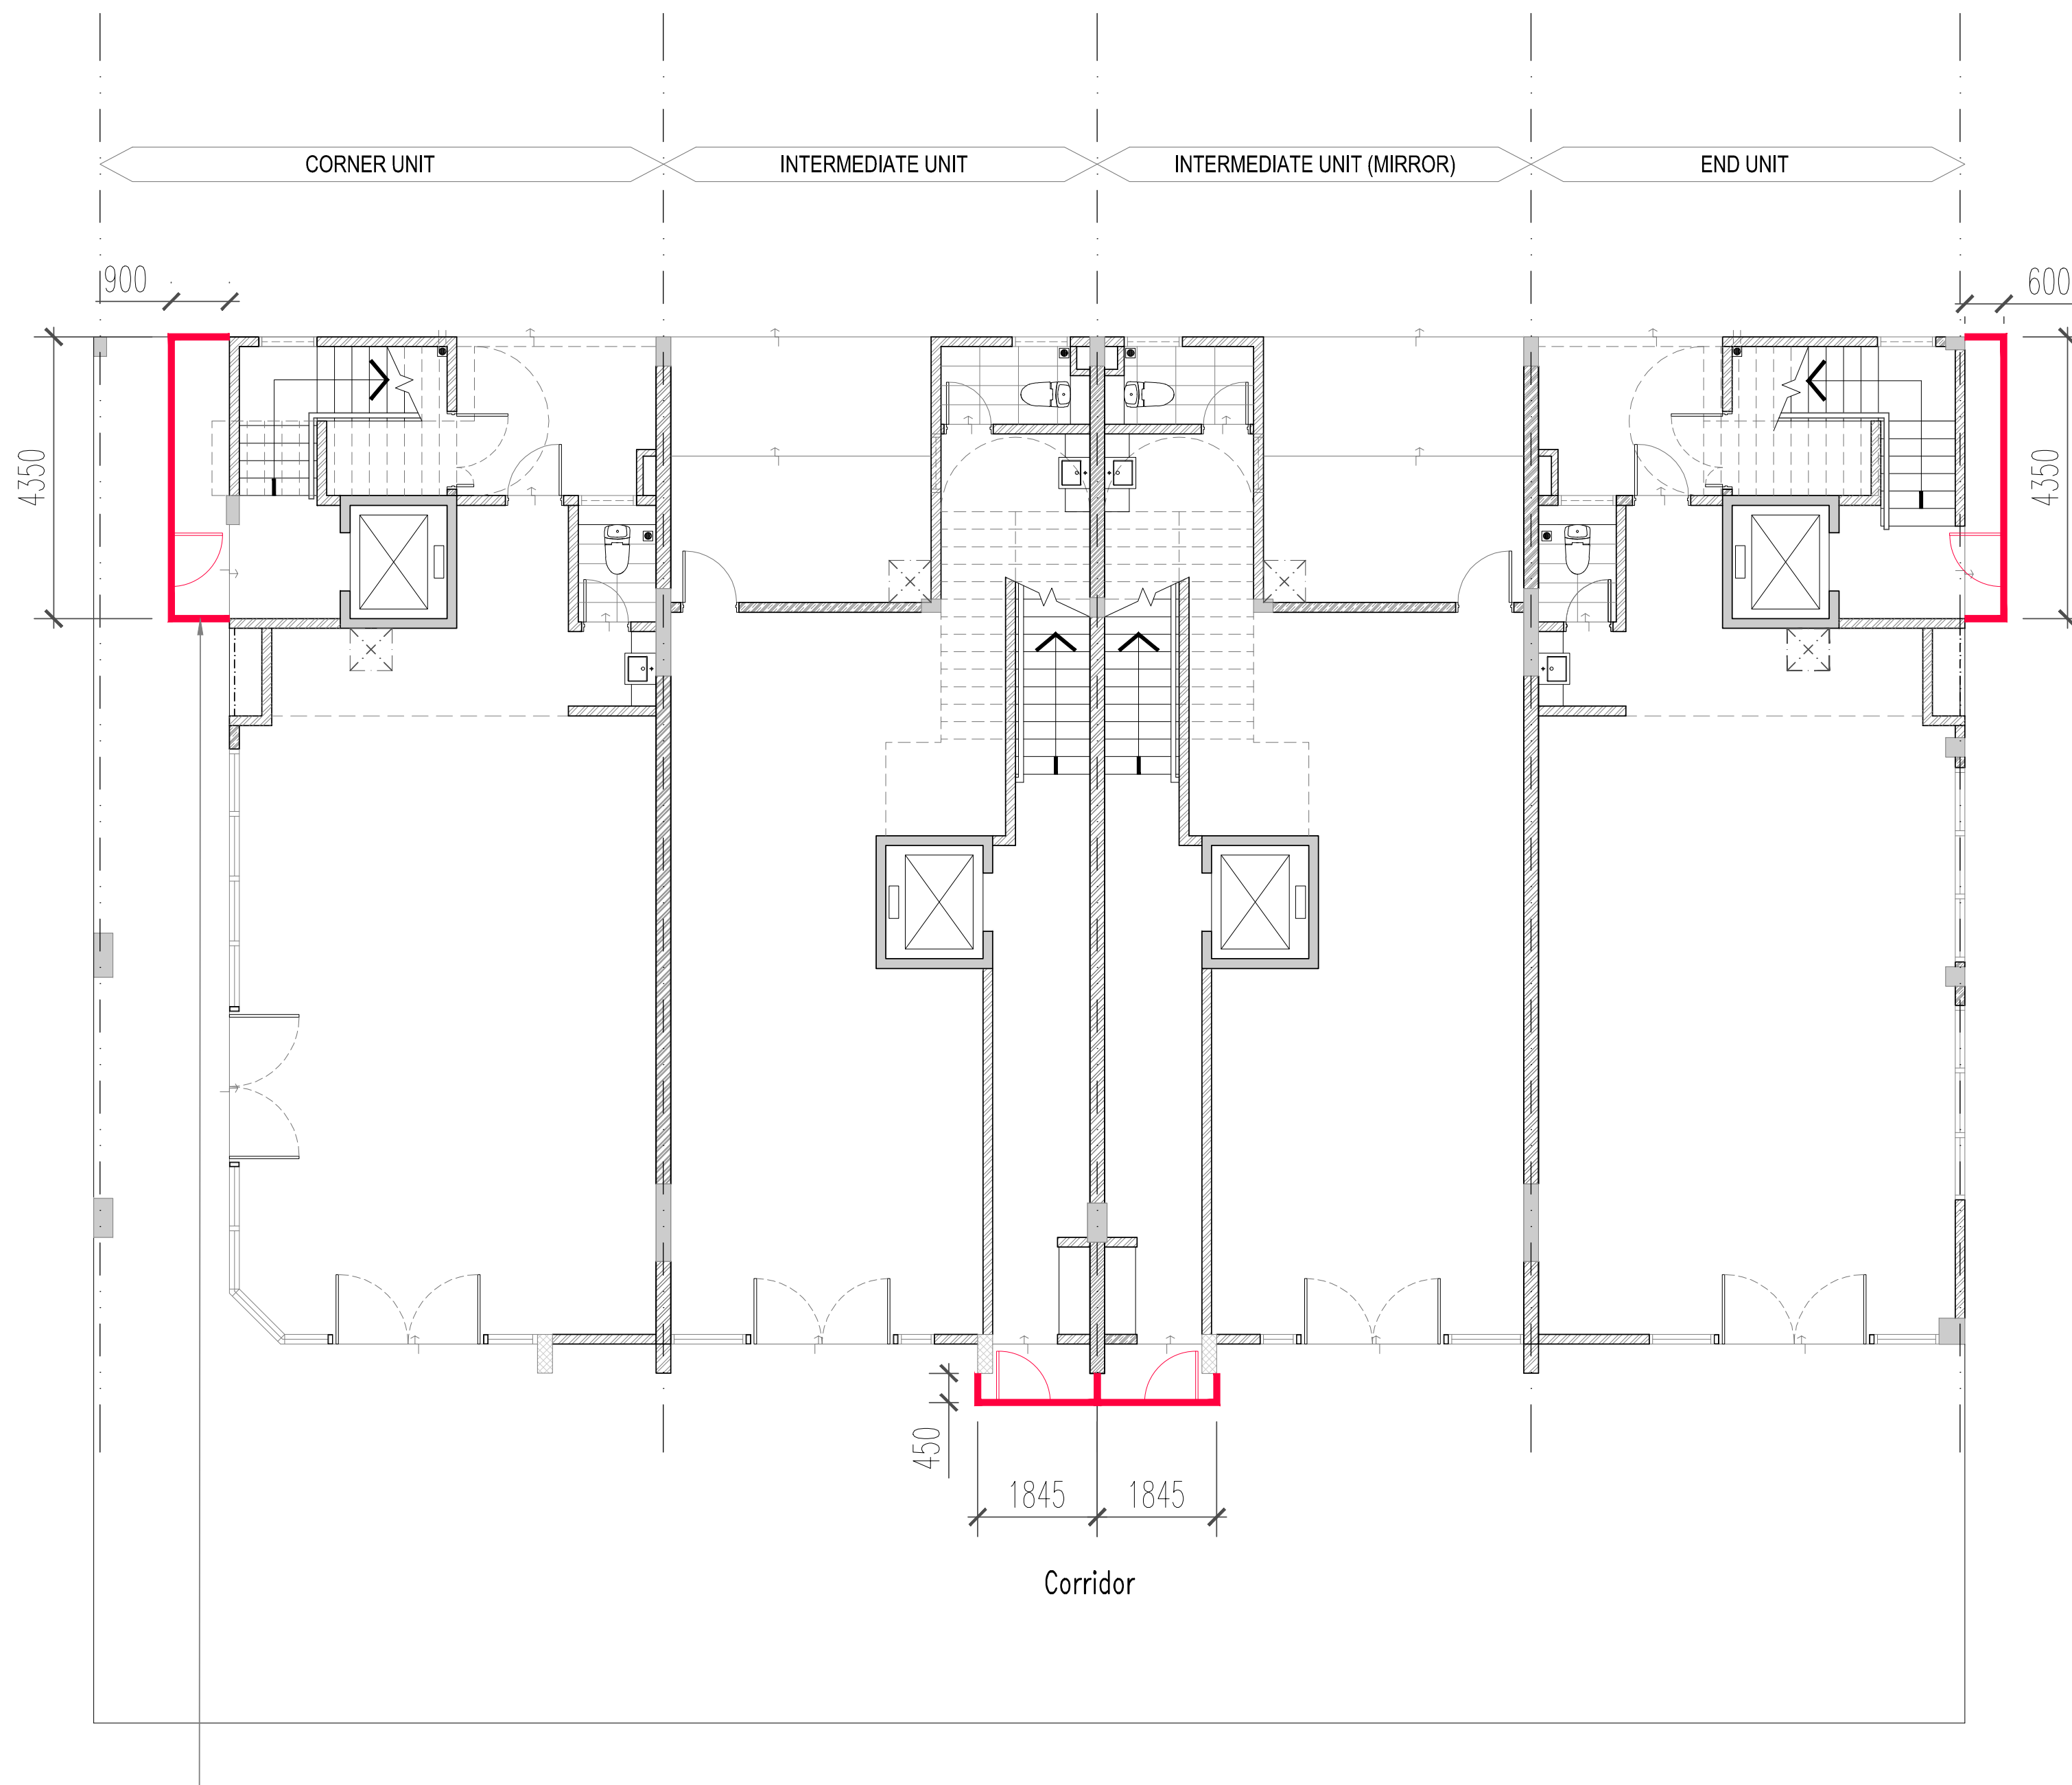 CORNER UNIT
INTERMEDIATE UNIT
INTERMEDIATE UNIT (MIRROR)
END UNIT
900
600
4350
4350
450
1845
1845
Corridor